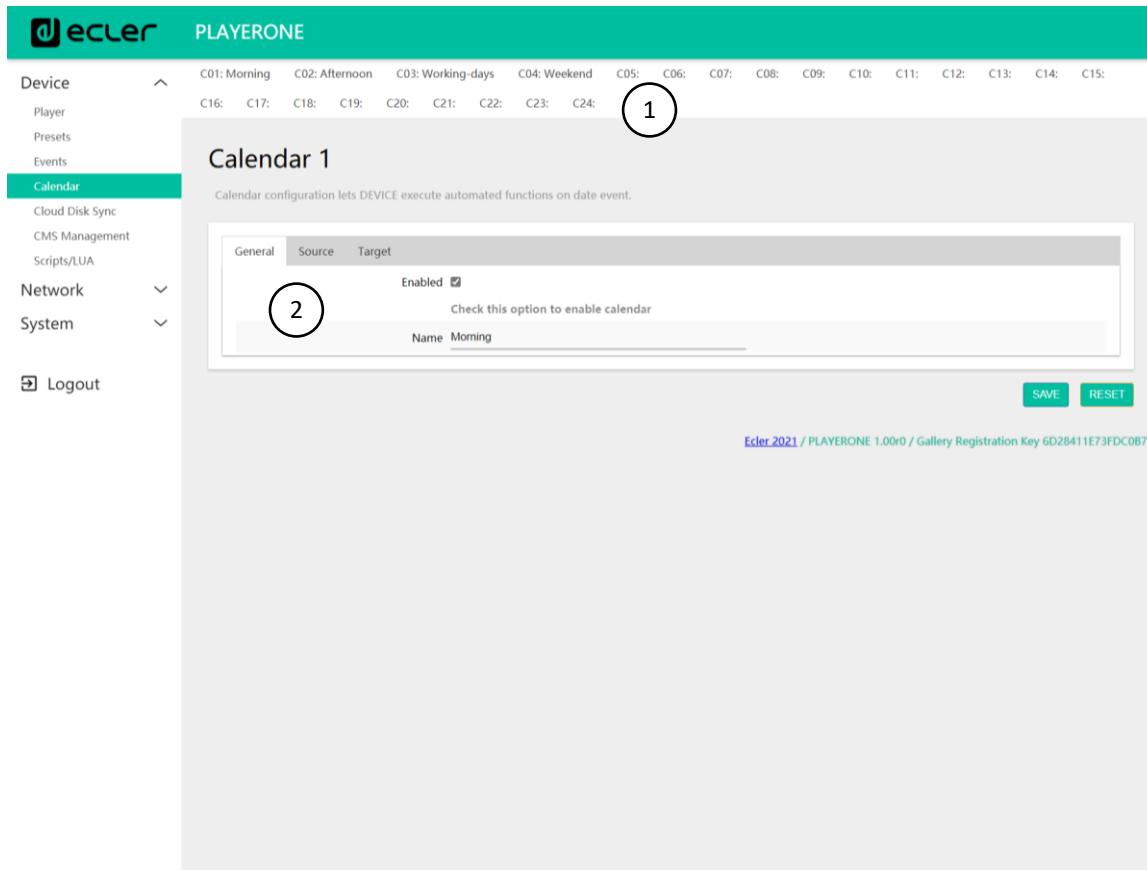 ecler PLAYERONE
Device
Player
Presets
Events
Calendar
Cloud Disk Sync
CMS Management
Scripts/LUA
Network
System
Logout
C01: Morning C02: Afternoon C03: Working-days C04: Weekend C05: C06: C07: C08: C09: C10: C11: C12: C13: C14: C15:
C16: C17: C18: C19: C20: C21: C22: C23: C24:
1
Calendar 1
Calendar configuration lets DEVICE execute automated functions on date event.
General Source Target
Enabled
2
Check this option to enable calendar
Name Morning
SAVE RESET
Ecler 2021 / PLAYERONE 1.00r0 / Gallery Registration Key 6D28411E73FDC0B7